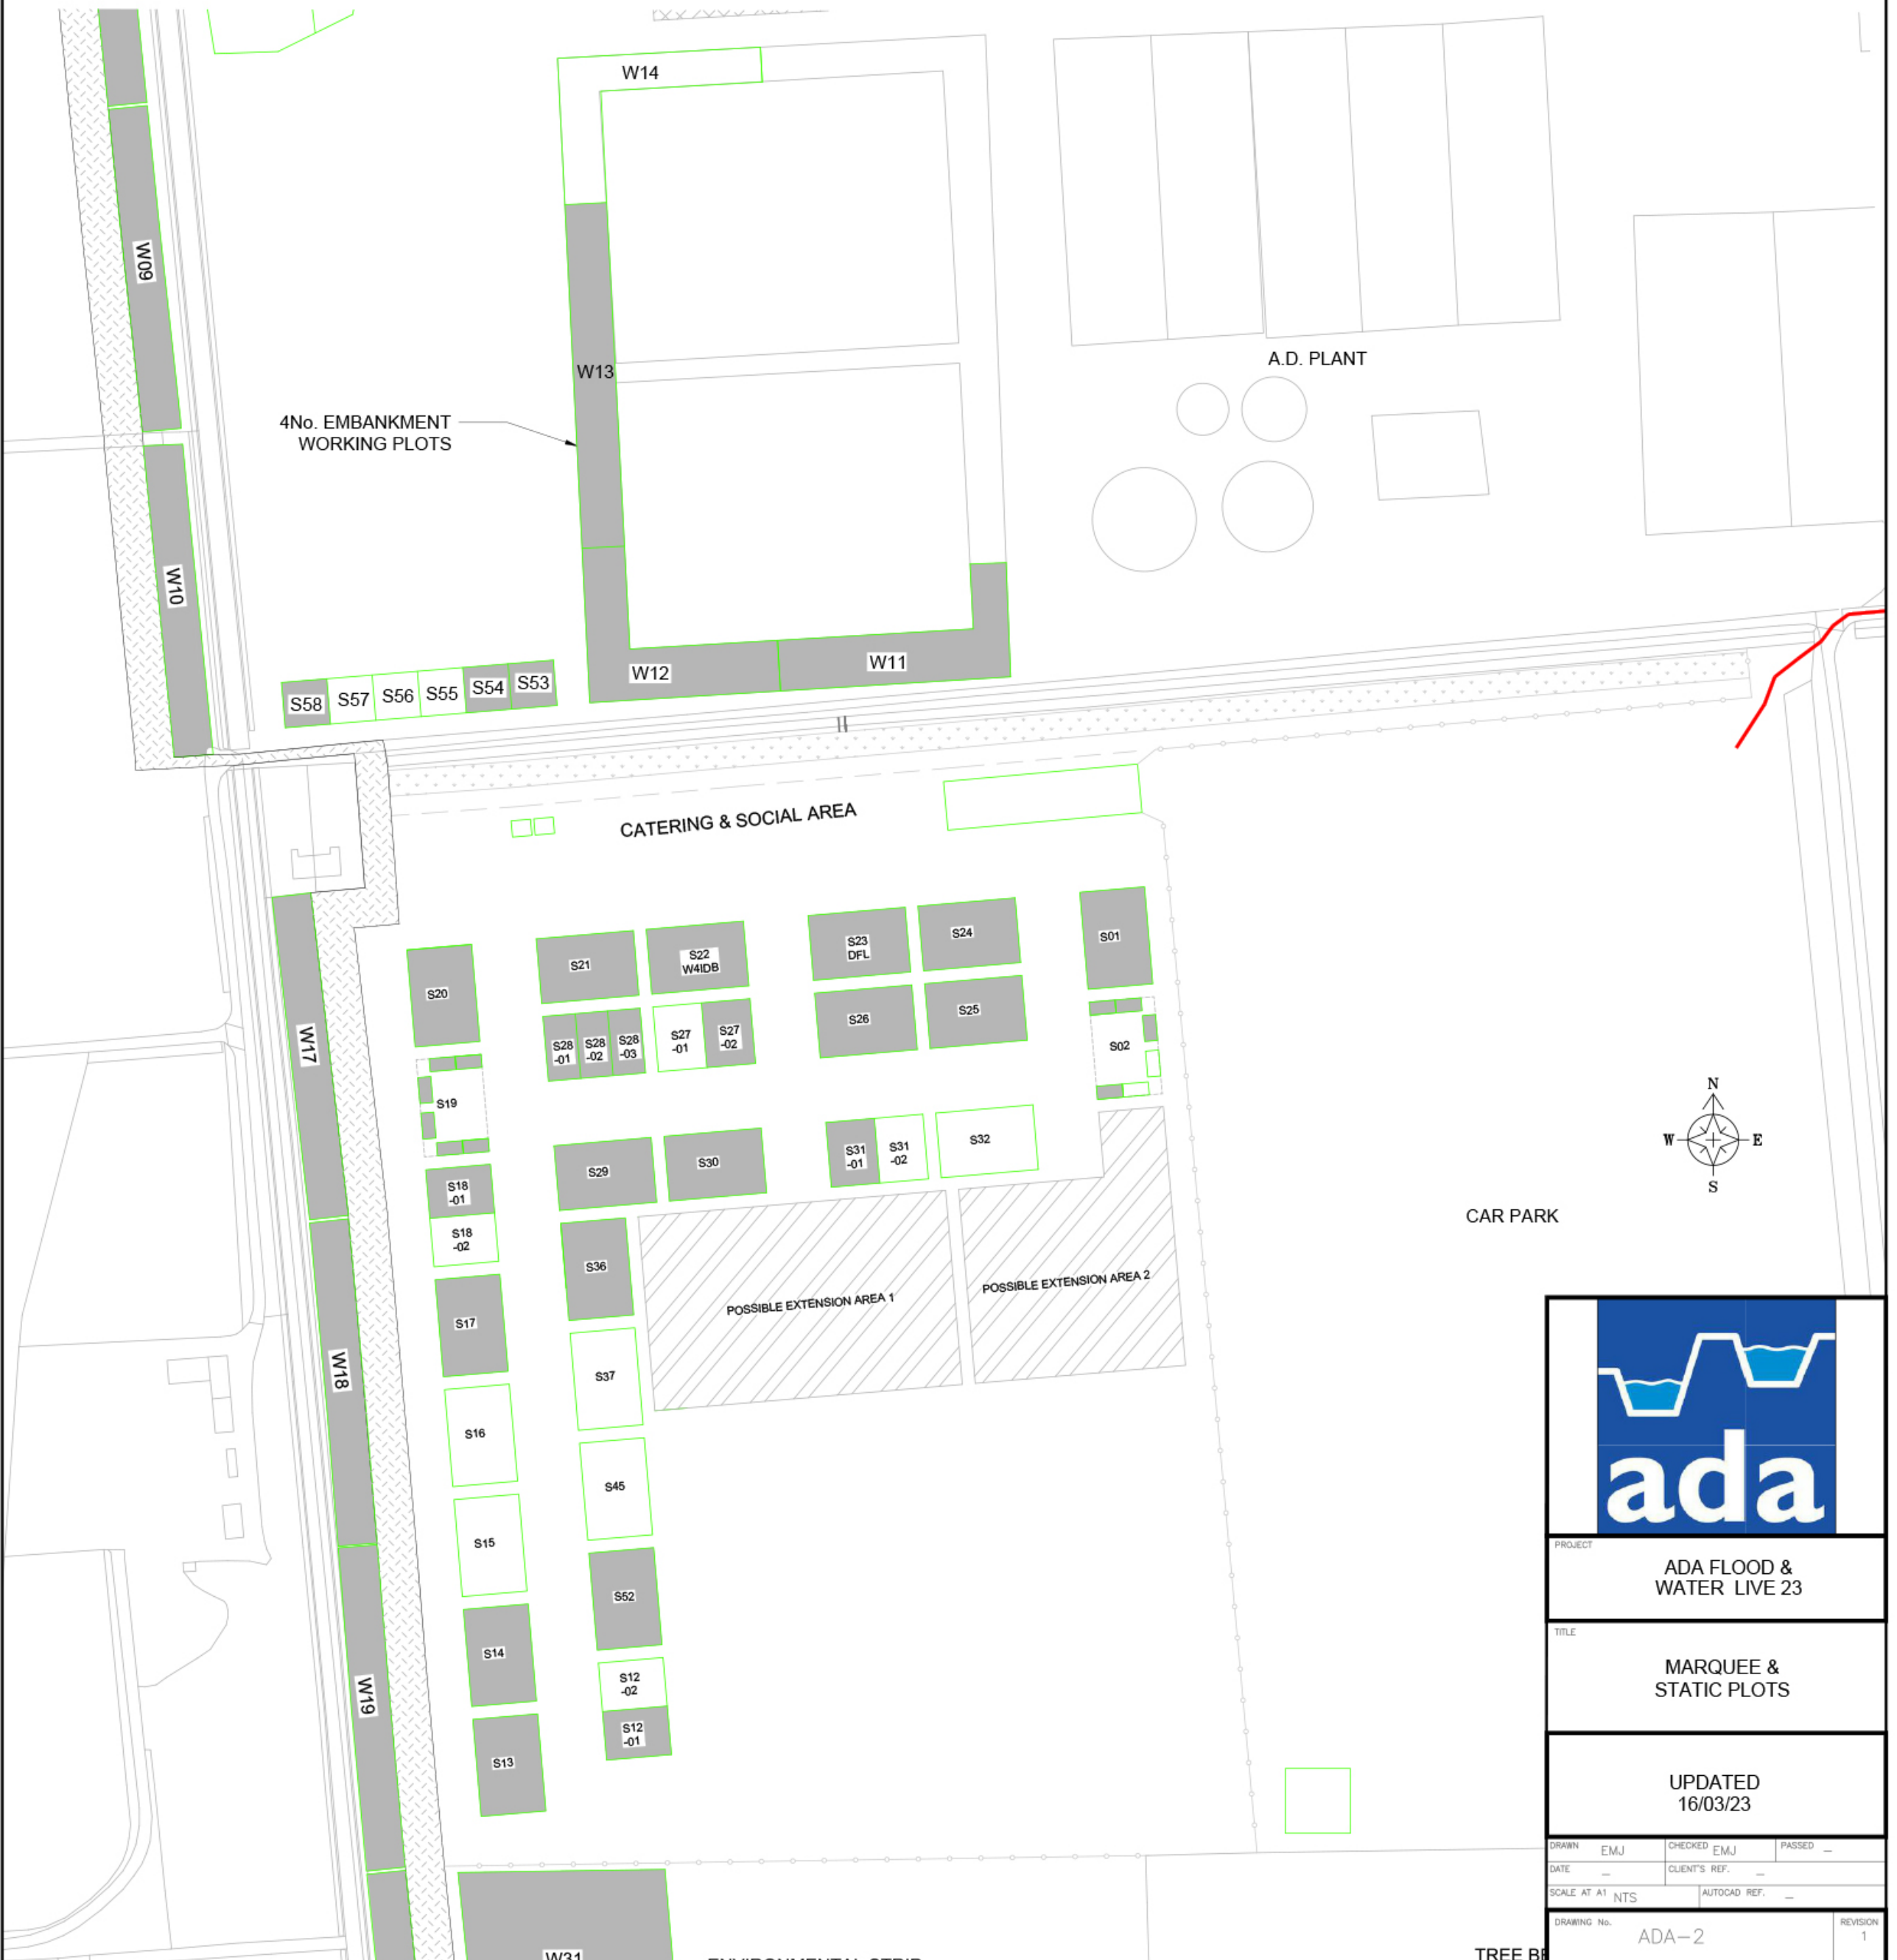 W14
W09
W13
A.D. PLANT
4No. EMBANKMENT
WORKING PLOTS
W10
W12
W11
S58
S57
S56
S55
S54
S53
CATERING & SOCIAL AREA
S20
S21
S22
W4IDB
S23
DFL
S24
S01
W17
S28
-01
S28
-02
S28
-03
S27
-01
S27
-02
S26
S25
S02
S19
S29
S30
S31
-01
S31
-02
S32
N
W
E
S
S18
-01
S18
-02
CAR PARK
S36
POSSIBLE EXTENSION AREA 1
POSSIBLE EXTENSION AREA 2
S17
W18
S37
S16
S45
S15
S52
S14
W19
S12
-02
S12
-01
S13
ada
PROJECT
ADA FLOOD &
WATER LIVE 23
TITLE
MARQUEE &
STATIC PLOTS
UPDATED
16/03/23
DRAWN EMJ CHECKED EMJ PASSED –
DATE – CLIENT'S REF. –
SCALE AT A1 NTS AUTOCAD REF. –
DRAWING No. ADA-2 REVISION 1
W31
TREE